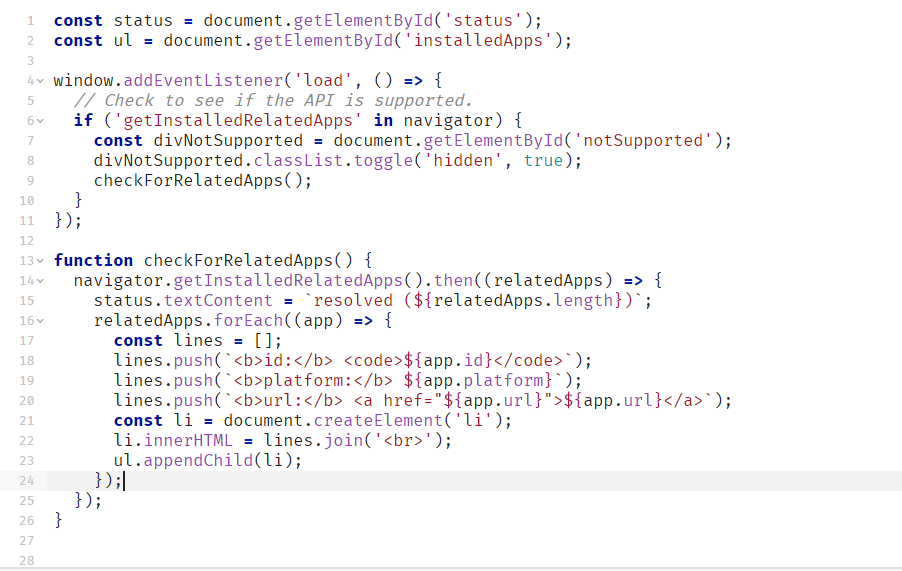 1 const status = document.getElementById('status');
2 const ul = document.getElementById('installedApps');
3
4 window.addEventListener('load', () => {
5   // Check to see if the API is supported.
6   if ('getInstalledRelatedApps' in navigator) {
7     const divNotSupported = document.getElementById('notSupported');
8     divNotSupported.classList.toggle('hidden', true);
9     checkForRelatedApps();
10   }
11 });
12
13 function checkForRelatedApps() {
14   navigator.getInstalledRelatedApps().then((relatedApps) => {
15     status.textContent = `resolved (${relatedApps.length})`;
16     relatedApps.forEach((app) => {
17       const lines = [];
18       lines.push(`<b>id:</b> <code>${app.id}</code>`);
19       lines.push(`<b>platform:</b> ${app.platform}`);
20       lines.push(`<b>url:</b> <a href="${app.url}">${app.url}</a>`);
21       const li = document.createElement('li');
22       li.innerHTML = lines.join('<br>');
23       ul.appendChild(li);
24     });
25   });
26 }
27
28